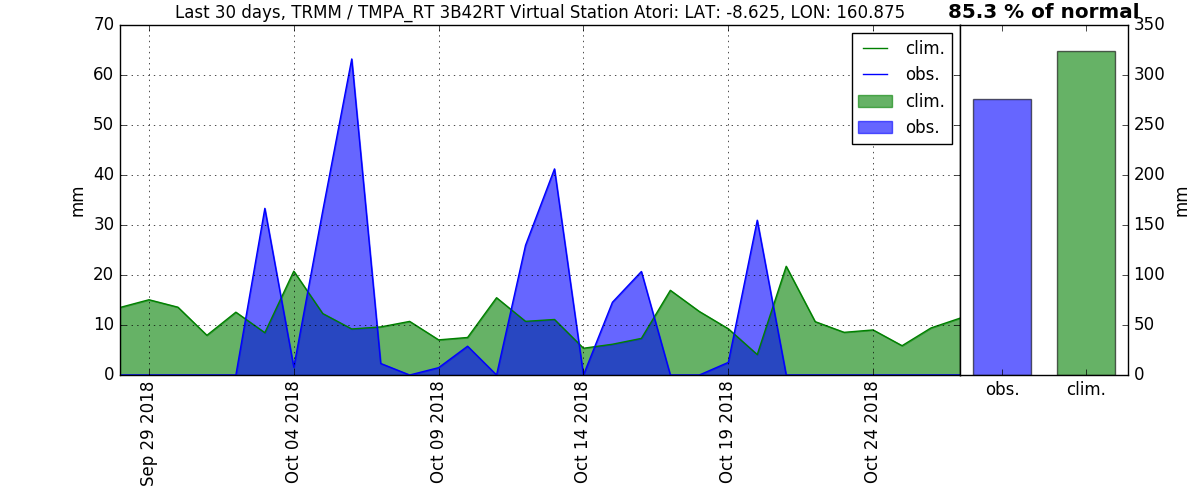 Last 30 days, TRMM / TMPA_RT 3B42RT Virtual Station Atori: LAT: -8.625, LON: 160.875
85.3 % of normal
70
60
50
40
30
20
10
0
mm
clim.
obs.
clim.
obs.
350
300
250
200
150
100
50
0
mm
Sep 29 2018
Oct 04 2018
Oct 09 2018
Oct 14 2018
Oct 19 2018
Oct 24 2018
obs.
clim.